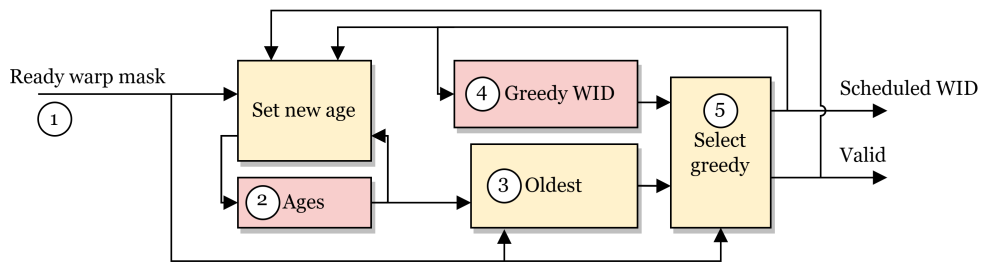 Ready warp mask
1
Set new age
2 Ages
4 Greedy WID
3 Oldest
5
Select
greedy
Scheduled WID
Valid